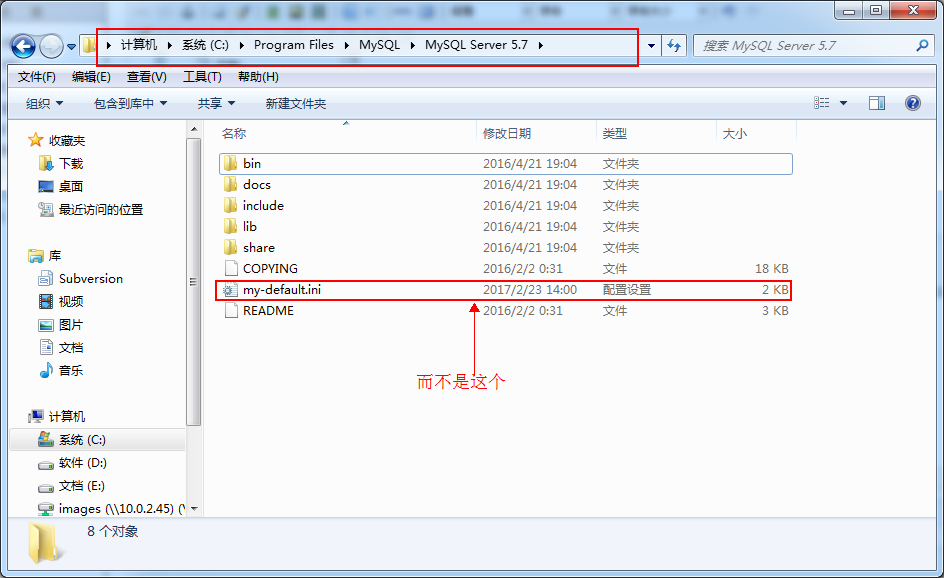 计算机 系统 (C:) Program Files MySQL MySQL Server 5.7
搜索 MySQL Server 5.7
文件(F) 编辑(E) 查看(V) 工具(T) 帮助(H)
组织 包含到库中 共享 新建文件夹
收藏夹
下载
桌面
最近访问的位置
库
Subversion
视频
图片
文档
音乐
计算机
系统 (C:)
软件 (D:)
文档 (E:)
images (\\10.0.2.45) (
名称 修改日期 类型 大小
bin 2016/4/21 19:04 文件夹
docs 2016/4/21 19:04 文件夹
include 2016/4/21 19:04 文件夹
lib 2016/4/21 19:04 文件夹
share 2016/4/21 19:04 文件夹
COPYING 2016/2/2 0:31 文件 18 KB
my-default.ini 2017/2/23 14:00 配置设置 2 KB
README 2016/2/2 0:31 文件 3 KB
而不是这个
8 个对象